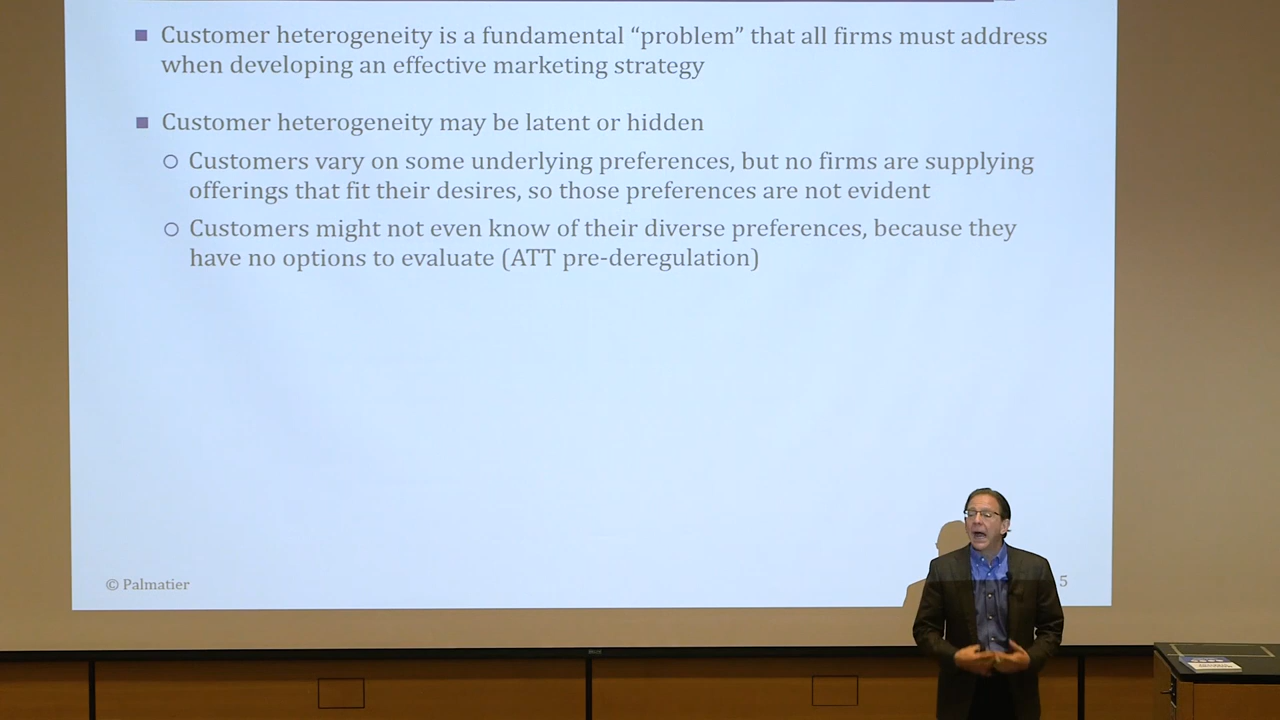 Customer heterogeneity is a fundamental “problem” that all firms must address
when developing an effective marketing strategy
Customer heterogeneity may be latent or hidden
Customers vary on some underlying preferences, but no firms are supplying
offerings that fit their desires, so those preferences are not evident
Customers might not even know of their diverse preferences, because they
have no options to evaluate (ATT pre-deregulation)
© Palmatier
5